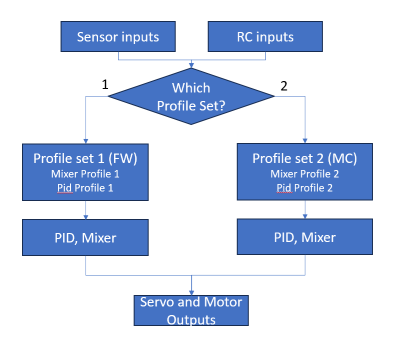 Sensor inputs
RC inputs
Which
Profile Set?
1
2
Profile set 1 (FW)
Mixer Profile 1
Pid Profile 1
Profile set 2 (MC)
Mixer Profile 2
Pid Profile 2
PID, Mixer
PID, Mixer
Servo and Motor
Outputs